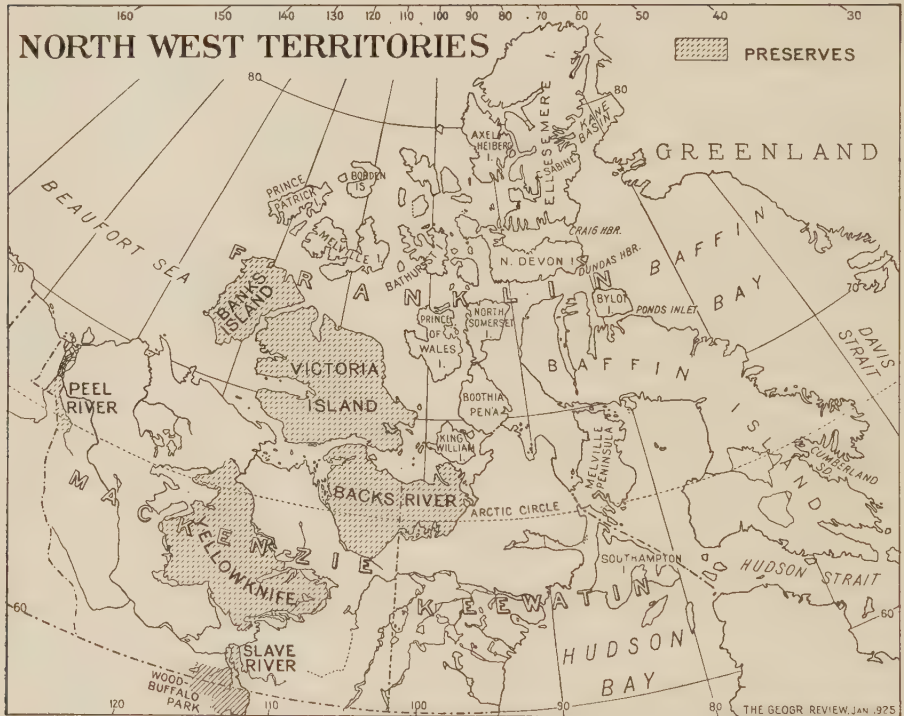 160 150 140 130 120 110 100 90 80 70 60 50 40 30
NORTH WEST TERRITORIES
PRESERVES
80
80
AXEL
HEIBERG
I.
ELLESEMERE I.
SABINE
KANE
BASIN
GREENLAND
PRINCE
PATRICK I.
BORDEN
IS
BEAUFORT SEA
MELVILLE I.
BATHURST
CRAIG HBR.
N. DEVON I.
DUNDAS HBR.
BAFFIN
BAY
FRANKLIN
70
70
BANKS
ISLAND
PRINCE
OF
WALES
I.
NORTH
SOMERSET
I
BYLOT
I.
PONDS INLET
DAVIS
STRAIT
VICTORIA
ISLAND
BAFFIN
ISLAND
PEEL
RIVER
BOOTHIA
PEN'A
KING
WILLIAM
I
MELVILLE
PENINSULA
CUMBERLAND
SD.
MACKENZIE
BACKS RIVER
ARCTIC CIRCLE
YELLOWKNIFE
SOUTHAMPTON
I
HUDSON STRAIT
60
60
KEEWATIN
SLAVE
RIVER
HUDSON
BAY
WOOD-
BUFFALO
PARK
120 110 100 90 80
THE GEOGR REVIEW, JAN .925